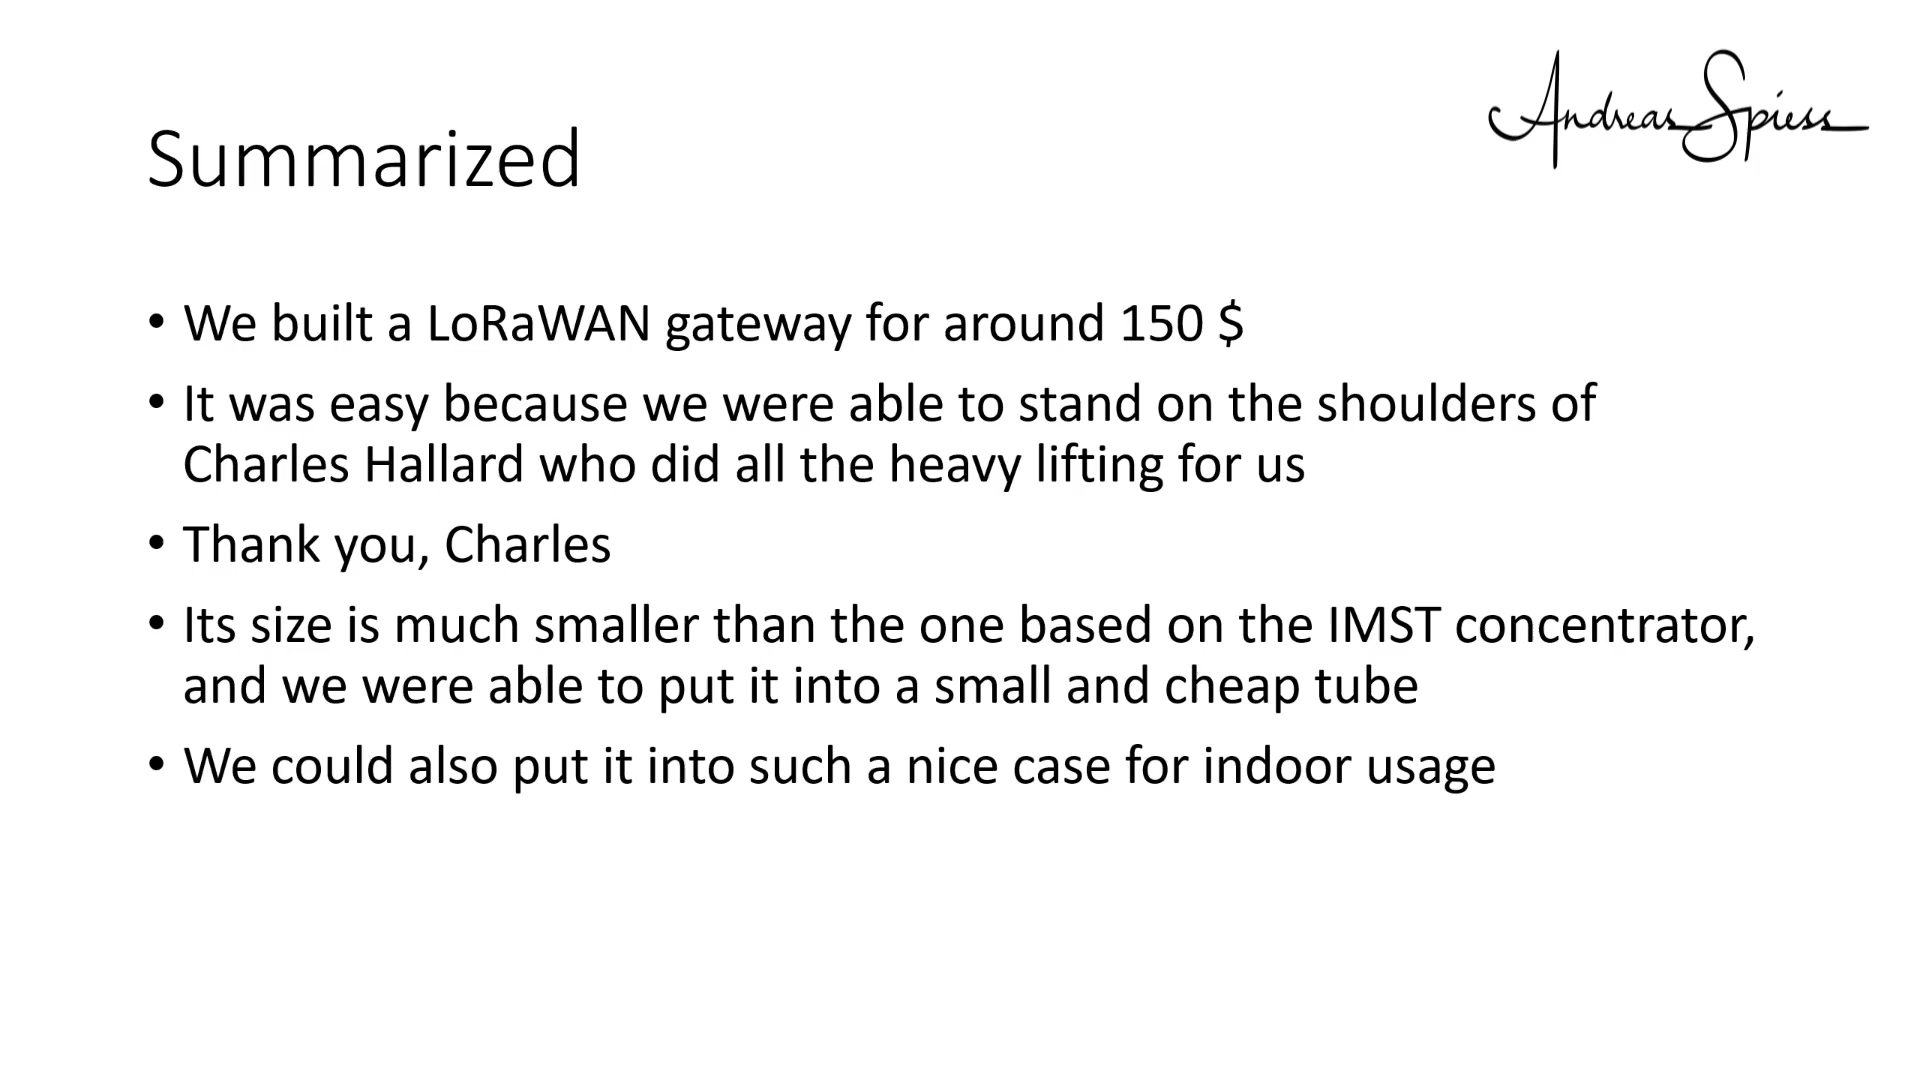 Andreas Spiess
Summarized
• We built a LoRaWAN gateway for around 150 $
• It was easy because we were able to stand on the shoulders of
Charles Hallard who did all the heavy lifting for us
• Thank you, Charles
• Its size is much smaller than the one based on the IMST concentrator,
and we were able to put it into a small and cheap tube
• We could also put it into such a nice case for indoor usage